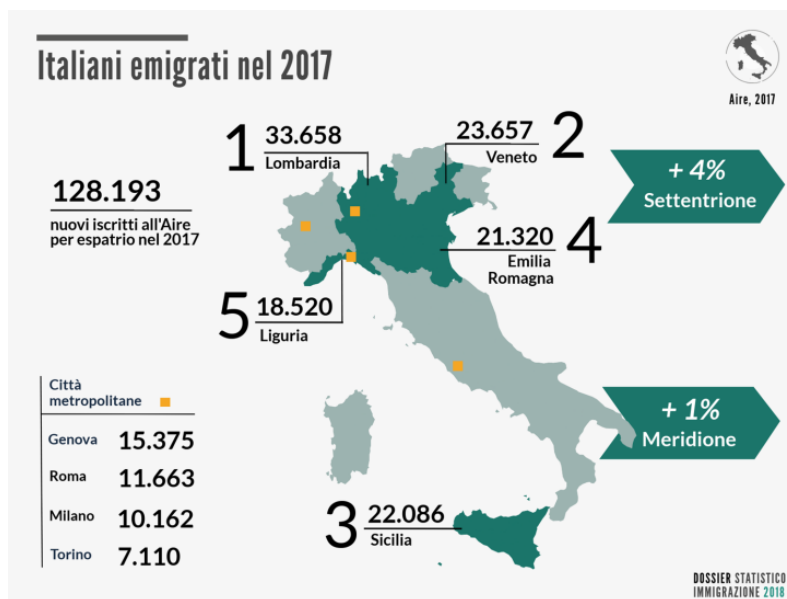 Italiani emigrati nel 2017
Aire, 2017
1
33.658
Lombardia
23.657
Veneto
2
+ 4%
Settentrione
128.193
nuovi iscritti all'Aire
per espatrio nel 2017
21.320
Emilia
Romagna
4
5
18.520
Liguria
Città
metropolitane
Genova 15.375
Roma 11.663
Milano 10.162
Torino 7.110
+ 1%
Meridione
3
22.086
Sicilia
DOSSIER STATISTICO
IMMIGRAZIONE 2018